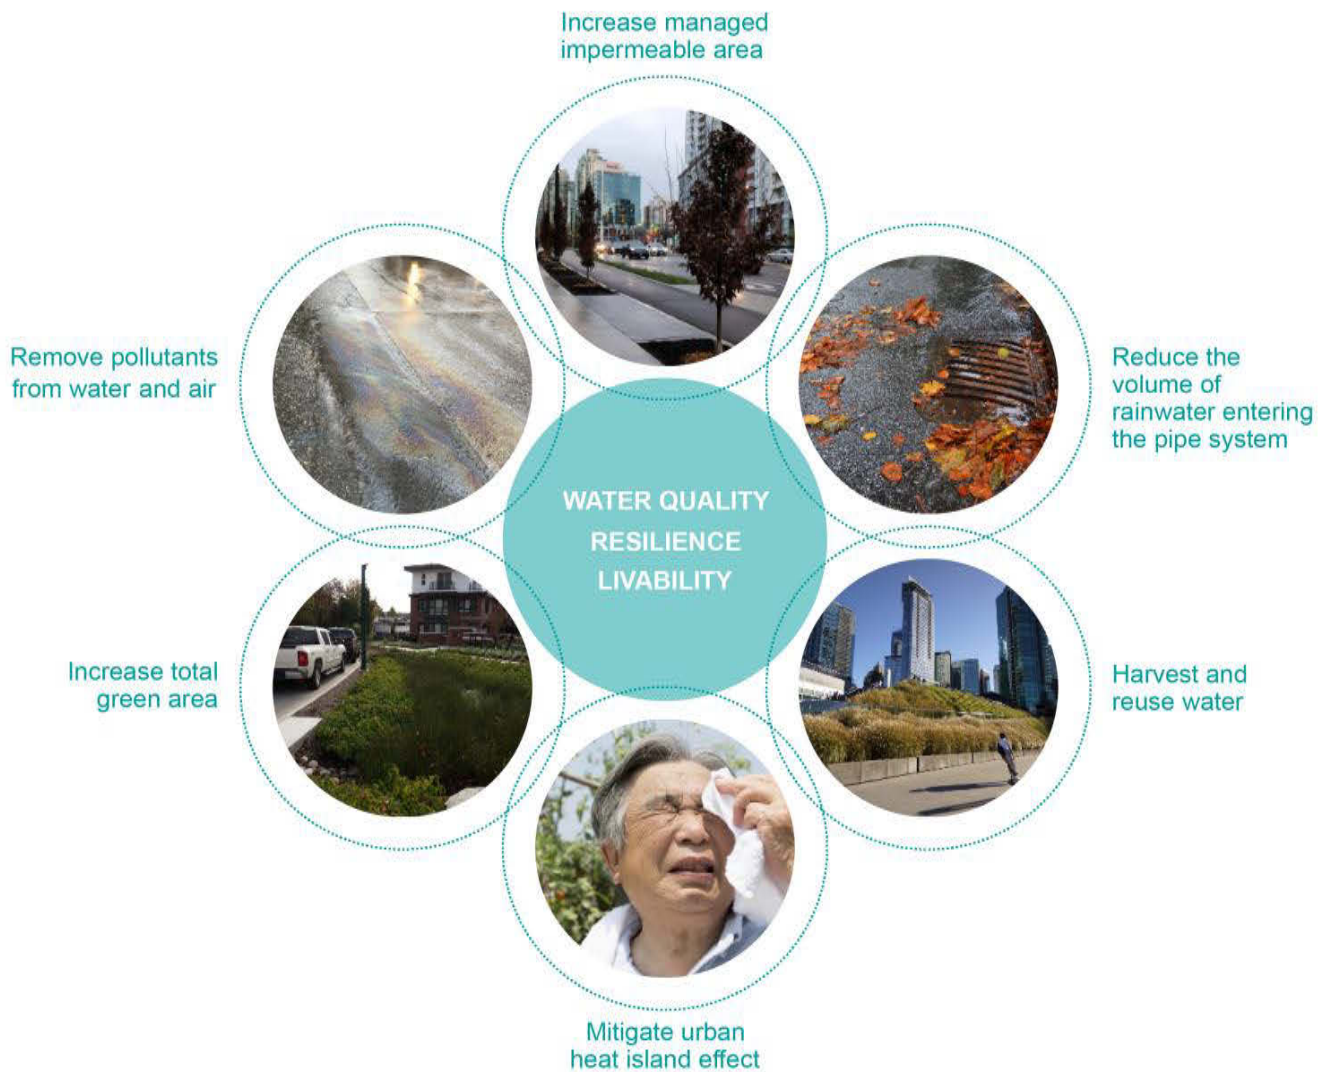 Increase managed
impermeable area
Remove pollutants
from water and air
Reduce the
volume of
rainwater entering
the pipe system
WATER QUALITY
RESILIENCE
LIVABILITY
Increase total
green area
Harvest and
reuse water
Mitigate urban
heat island effect